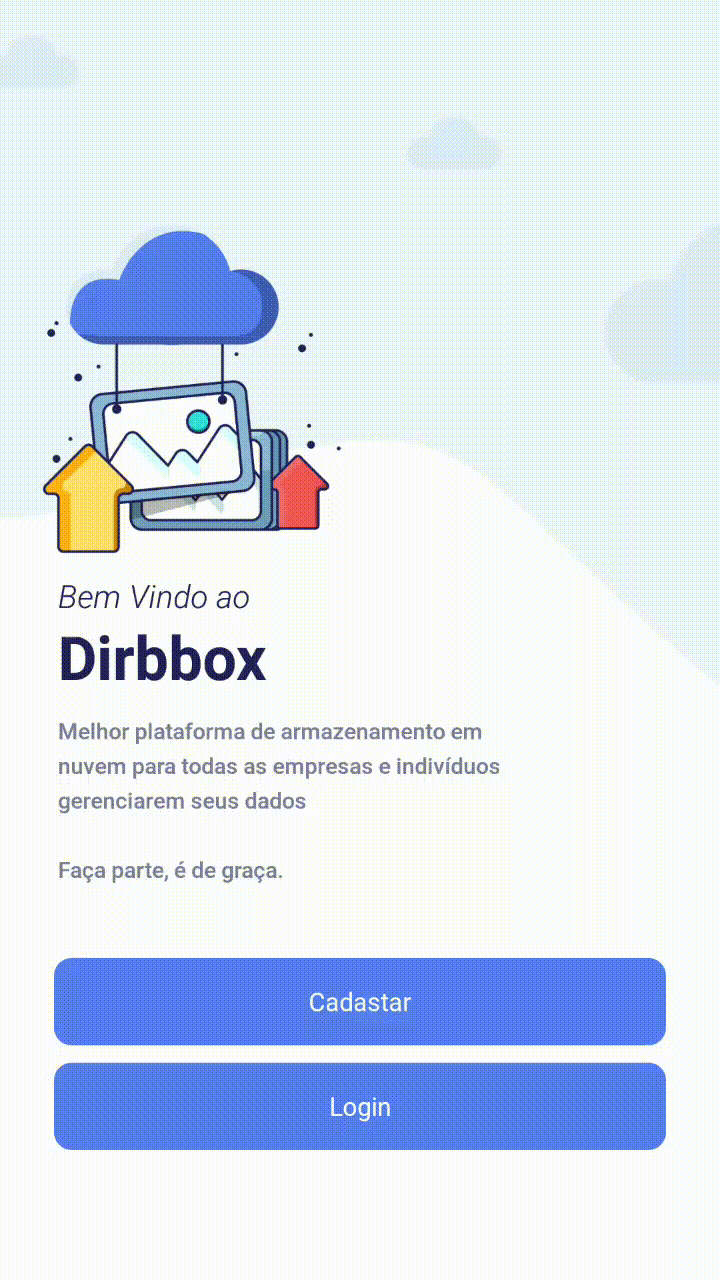 Bem Vindo ao
Dirbbox
Melhor plataforma de armazenamento em
nuvem para todas as empresas e indivíduos
gerenciarem seus dados
Faça parte, é de graça.
Cadastar
Login